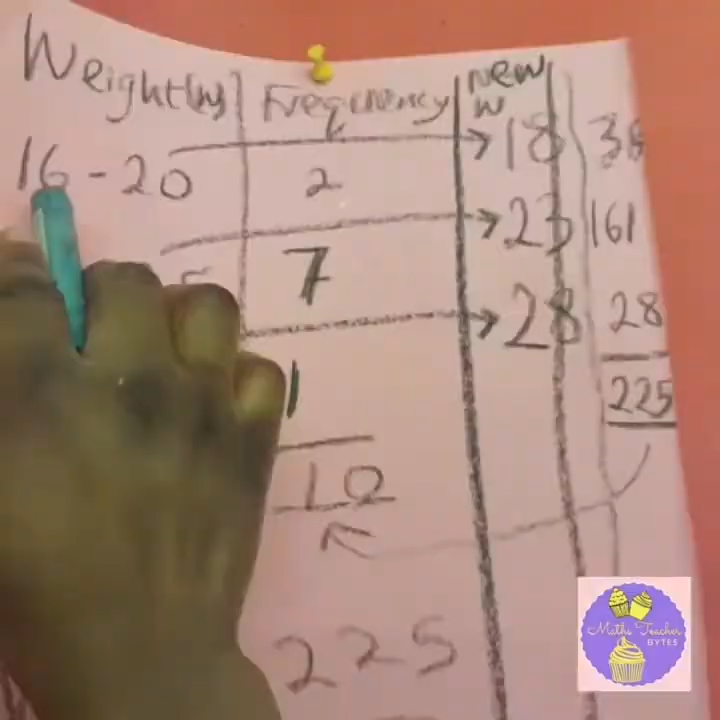 Weight(w) Frequency New w
16-20 2 18 36
7 23 161
1 28 28
225
10
225
Maths Teacher
BYTES